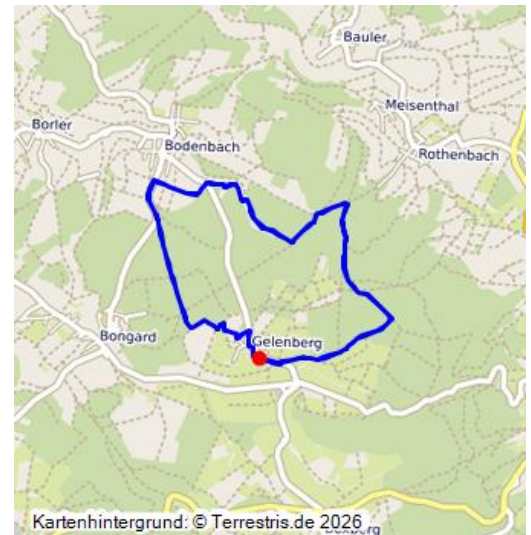 Bauler
Meisenthal
Borler
Bodenbach
Rothenbach
Bongard
Gelenberg
Kartenhintergrund: © Terrestris.de 2026